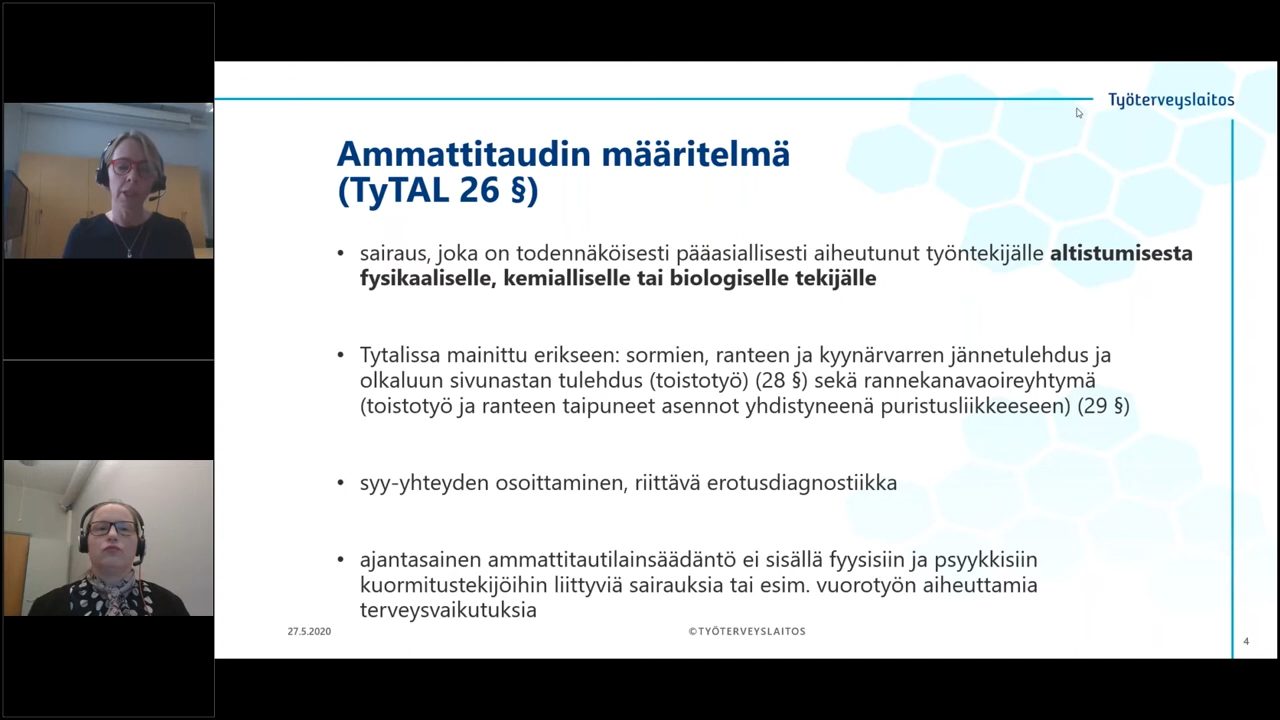 Työterveyslaitos
Ammattitaudin määritelmä
(TyTAL 26 §)
• sairaus, joka on todennäköisesti pääasiallisesti aiheutunut työntekijälle altistumisesta
fysikaaliselle, kemialliselle tai biologiselle tekijälle
• Tytalissa mainittu erikseen: sormien, ranteen ja kyynärvarren jännetulehdus ja
olkaluun sivunastan tulehdus (toistotyö) (28 §) sekä rannekanavaoireyhtymä
(toistotyö ja ranteen taipuneet asennot yhdistyneenä puristusliikkeeseen) (29 §)
• syy-yhteyden osoittaminen, riittävä erotusdiagnostiikka
• ajantasainen ammattitautilainsäädäntö ei sisällä fyysisiin ja psyykkisiin
kuormitustekijöihin liittyviä sairauksia tai esim. vuorotyön aiheuttamia
terveysvaikutuksia
27.5.2020
©TYÖTERVEYSLAITOS
4